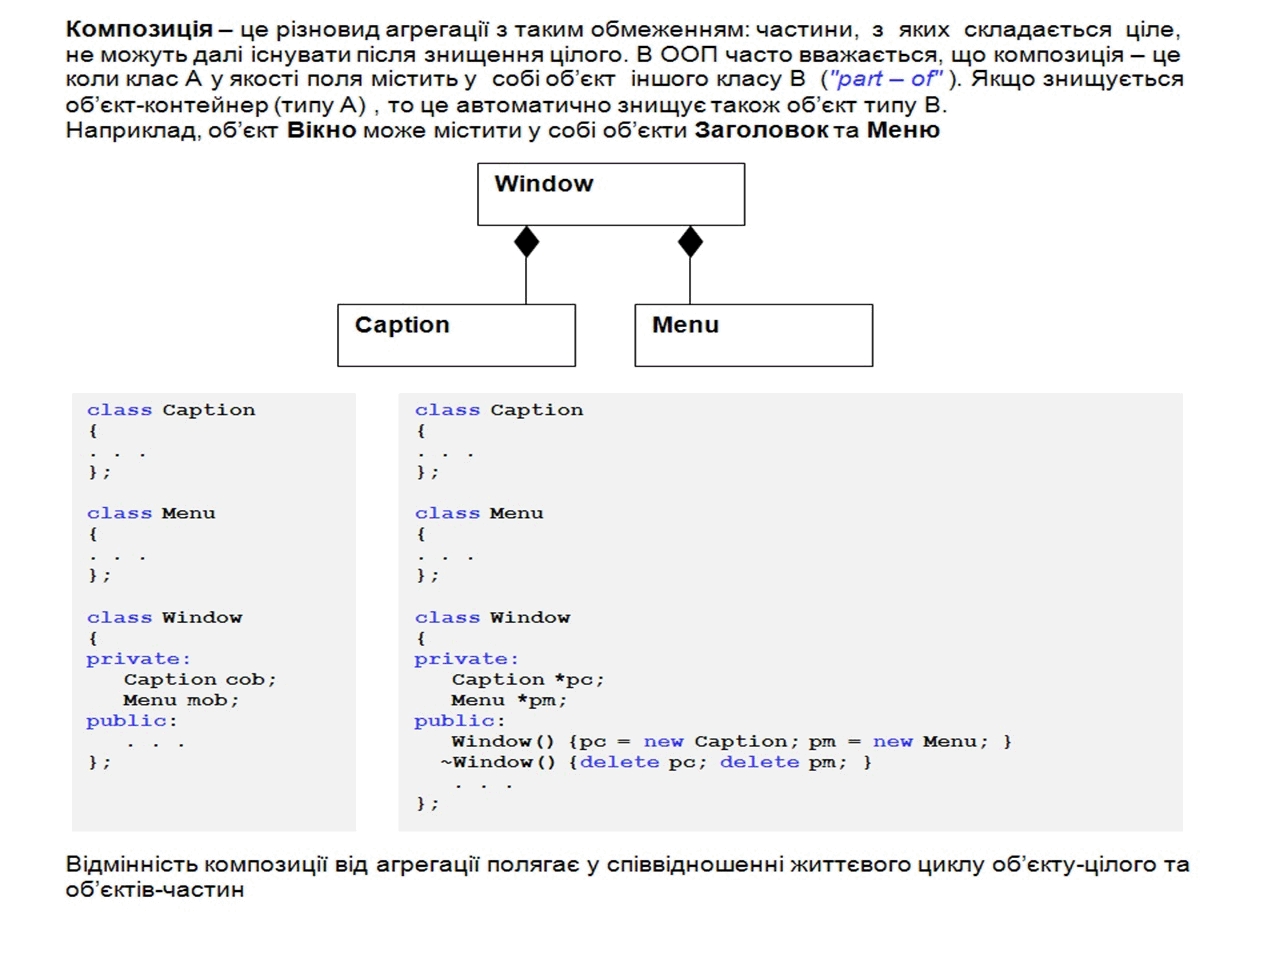 Композиція – це різновид агрегації з таким обмеженням: частини, з яких складається ціле,
не можуть далі існувати після знищення цілого. В ООП часто вважається, що композиція – це
коли клас А у якості поля містить у собі об’єкт іншого класу В ("part – of" ). Якщо знищується
об’єкт-контейнер (типу А) , то це автоматично знищує також об’єкт типу В.
Наприклад, об’єкт Вікно може містити у собі об’єкти Заголовок та Меню
Window
Caption
Menu
class Caption
{
. . .
};
class Menu
{
. . .
};
class Window
{
private:
Caption cob;
Menu mob;
public:
. . .
};
class Caption
{
. . .
};
class Menu
{
. . .
};
class Window
{
private:
Caption *pc;
Menu *pm;
public:
Window() {pc = new Caption; pm = new Menu; }
~Window() {delete pc; delete pm; }
. . .
};
Відмінність композиції від агрегації полягає у співвідношенні життєвого циклу об’єкту-цілого та
об’єктів-частин